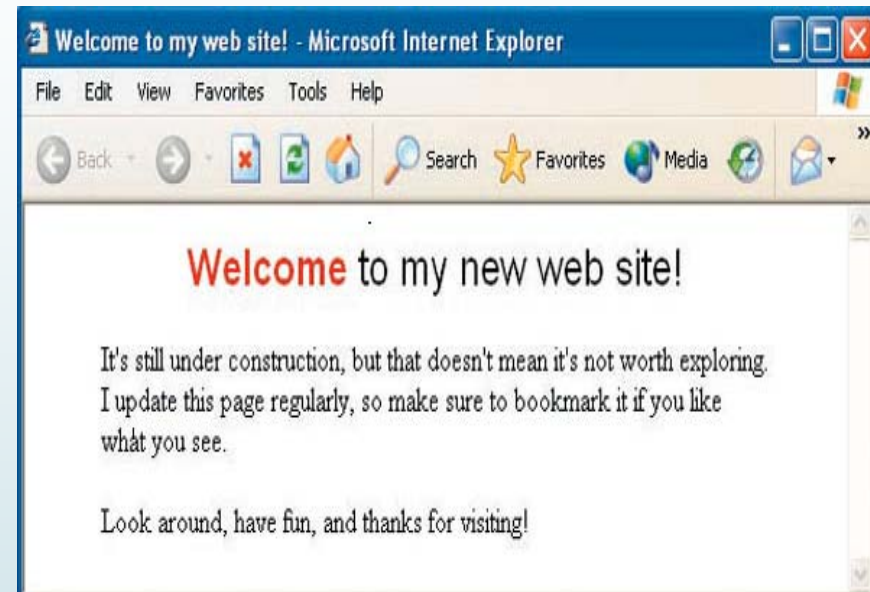 Welcome to my web site! - Microsoft Internet Explorer
File Edit View Favorites Tools Help
Back Search Favorites Media »
Welcome to my new web site!
It's still under construction, but that doesn't mean it's not worth exploring.
I update this page regularly, so make sure to bookmark it if you like
what you see.
Look around, have fun, and thanks for visiting!